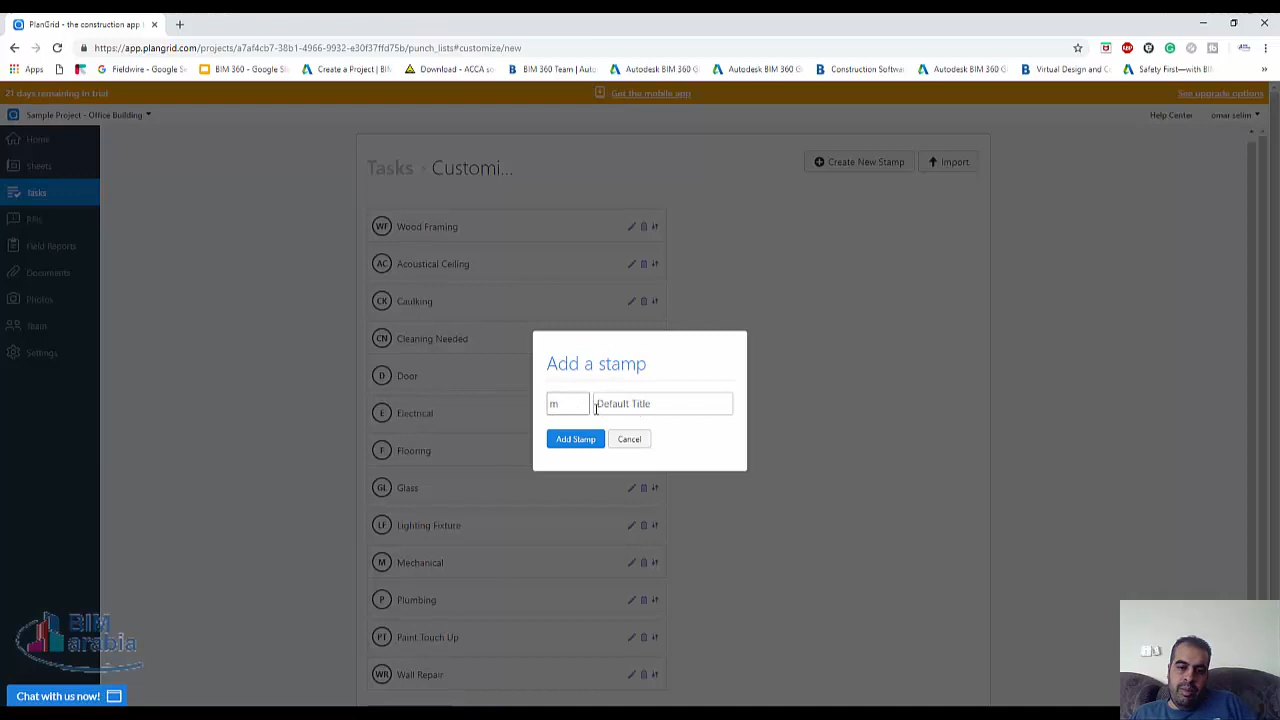 PlanGrid - the construction app
https://app.plangrid.com/projects/a7af4cb7-38b1-4966-9932-e30f37ffd75b/punch_lists#customize/new
Apps
Fieldwire - Google S
BIM 360 - Google Sli
Create a Project | BIM
Download - ACCA so
BIM 360 Team | Auto
Autodesk BIM 360 G
Autodesk BIM 360 Gl
Construction Softwa
Autodesk BIM 360 G
Virtual Design and Co
Safety First—with BIM
21 days remaining in trial
Get the mobile app
See upgrade options
Sample Project - Office Building
Help Center
omar selim
Home
Sheets
Tasks
RFIs
Field Reports
Documents
Photos
Team
Settings
Tasks › Customi...
Create New Stamp
Import
WF Wood Framing
AC Acoustical Ceiling
CK Caulking
CN Cleaning Needed
D Door
E Electrical
F Flooring
GL Glass
LF Lighting Fixture
M Mechanical
P Plumbing
PT Paint Touch Up
WR Wall Repair
Add a stamp
m
Default Title
Add Stamp
Cancel
BIM
arabia
Chat with us now!